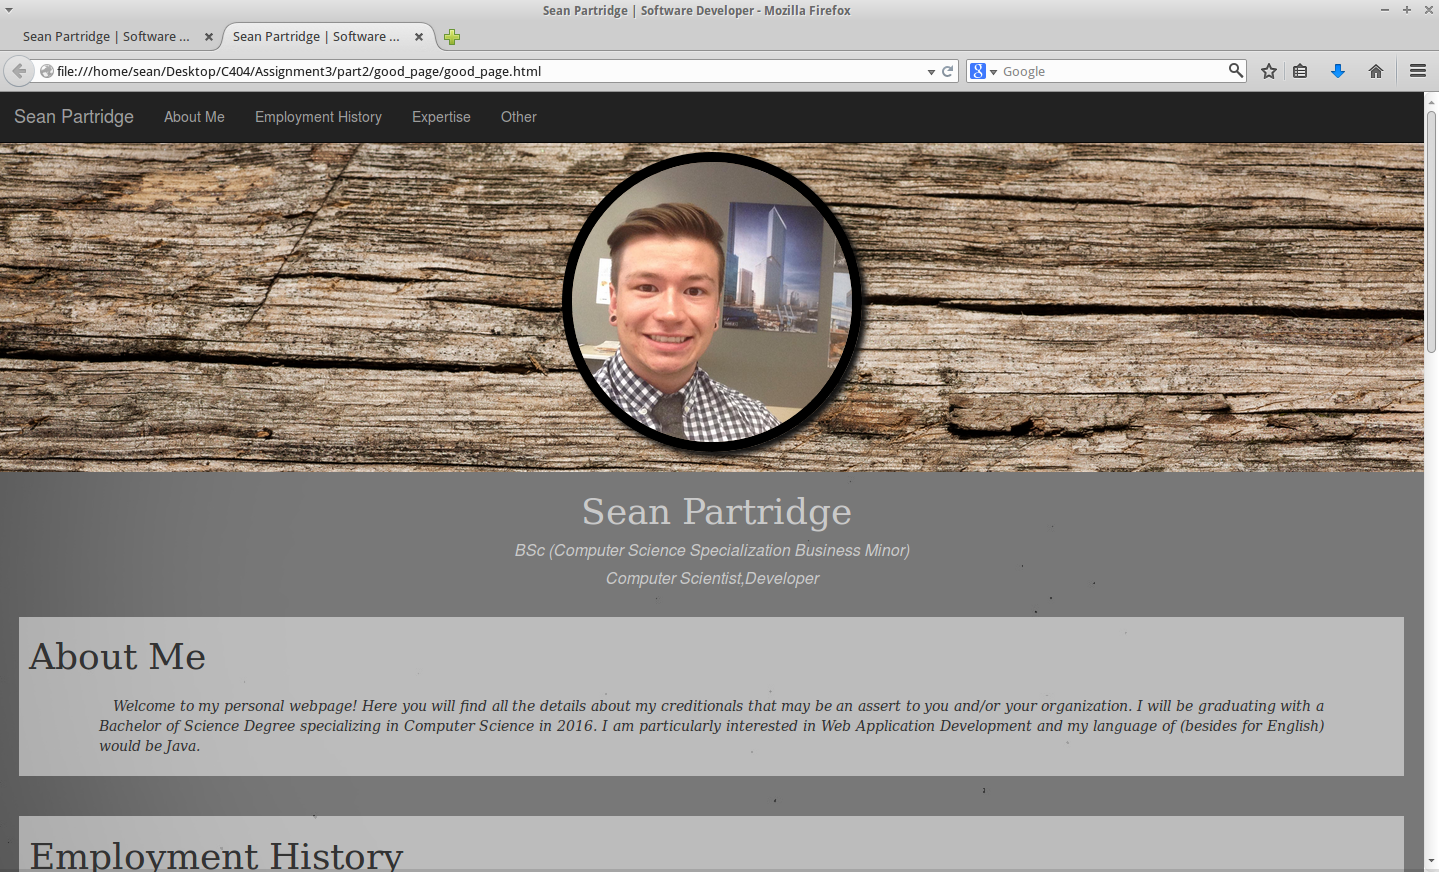 Sean Partridge | Software Developer - Mozilla Firefox
Sean Partridge | Software ...
Sean Partridge | Software ...
file:///home/sean/Desktop/C404/Assignment3/part2/good_page/good_page.html
Google
Sean Partridge
About Me
Employment History
Expertise
Other
Sean Partridge
BSc (Computer Science Specialization Business Minor)
Computer Scientist,Developer
About Me
Welcome to my personal webpage! Here you will find all the details about my creditionals that may be an assert to you and/or your organization. I will be graduating with a
Bachelor of Science Degree specializing in Computer Science in 2016. I am particularly interested in Web Application Development and my language of (besides for English)
would be Java.
Employment History